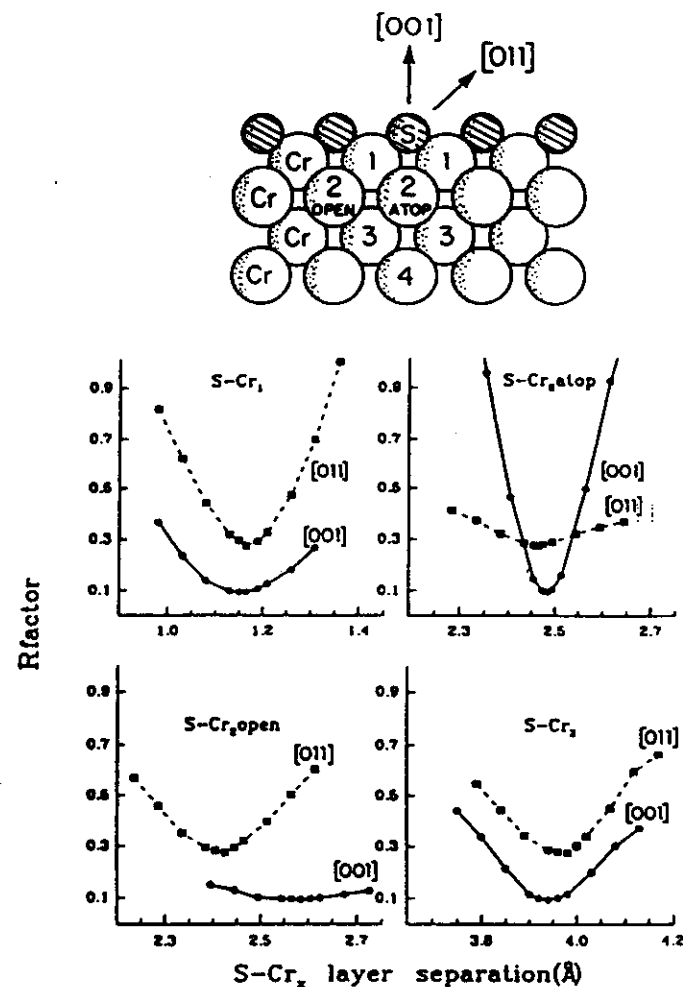 [001]
[011]
S
Cr 1 1
Cr 2 OPEN 2 ATOP
Cr 3 3
Cr 4
Rfactor
S-Cr₁
0.9
0.7
0.5
0.3
0.1
[011]
[001]
1.0 1.2 1.4
S-Cr₂atop
0.9
0.7
0.5
0.3
0.1
[001]
[011]
2.3 2.5 2.7
S-Cr₂open
0.9
0.7
0.5
0.3
0.1
[011]
[001]
2.3 2.5 2.7
S-Cr₃
0.9
0.7
0.5
0.3
0.1
[011]
[001]
3.8 4.0 4.2
S-Crₓ layer separation(Å)